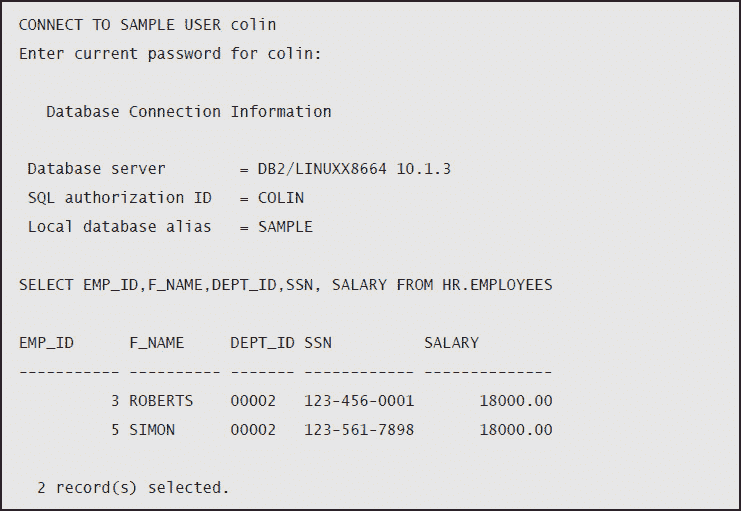 CONNECT TO SAMPLE USER colin
Enter current password for colin:
Database Connection Information
Database server = DB2/LINUXX8664 10.1.3
SQL authorization ID = COLIN
Local database alias = SAMPLE
SELECT EMP_ID,F_NAME,DEPT_ID,SSN, SALARY FROM HR.EMPLOYEES
EMP_ID F_NAME DEPT_ID SSN SALARY
----------- ---------- ------- ------------ --------------
3 ROBERTS 00002 123-456-0001 18000.00
5 SIMON 00002 123-561-7898 18000.00
2 record(s) selected.